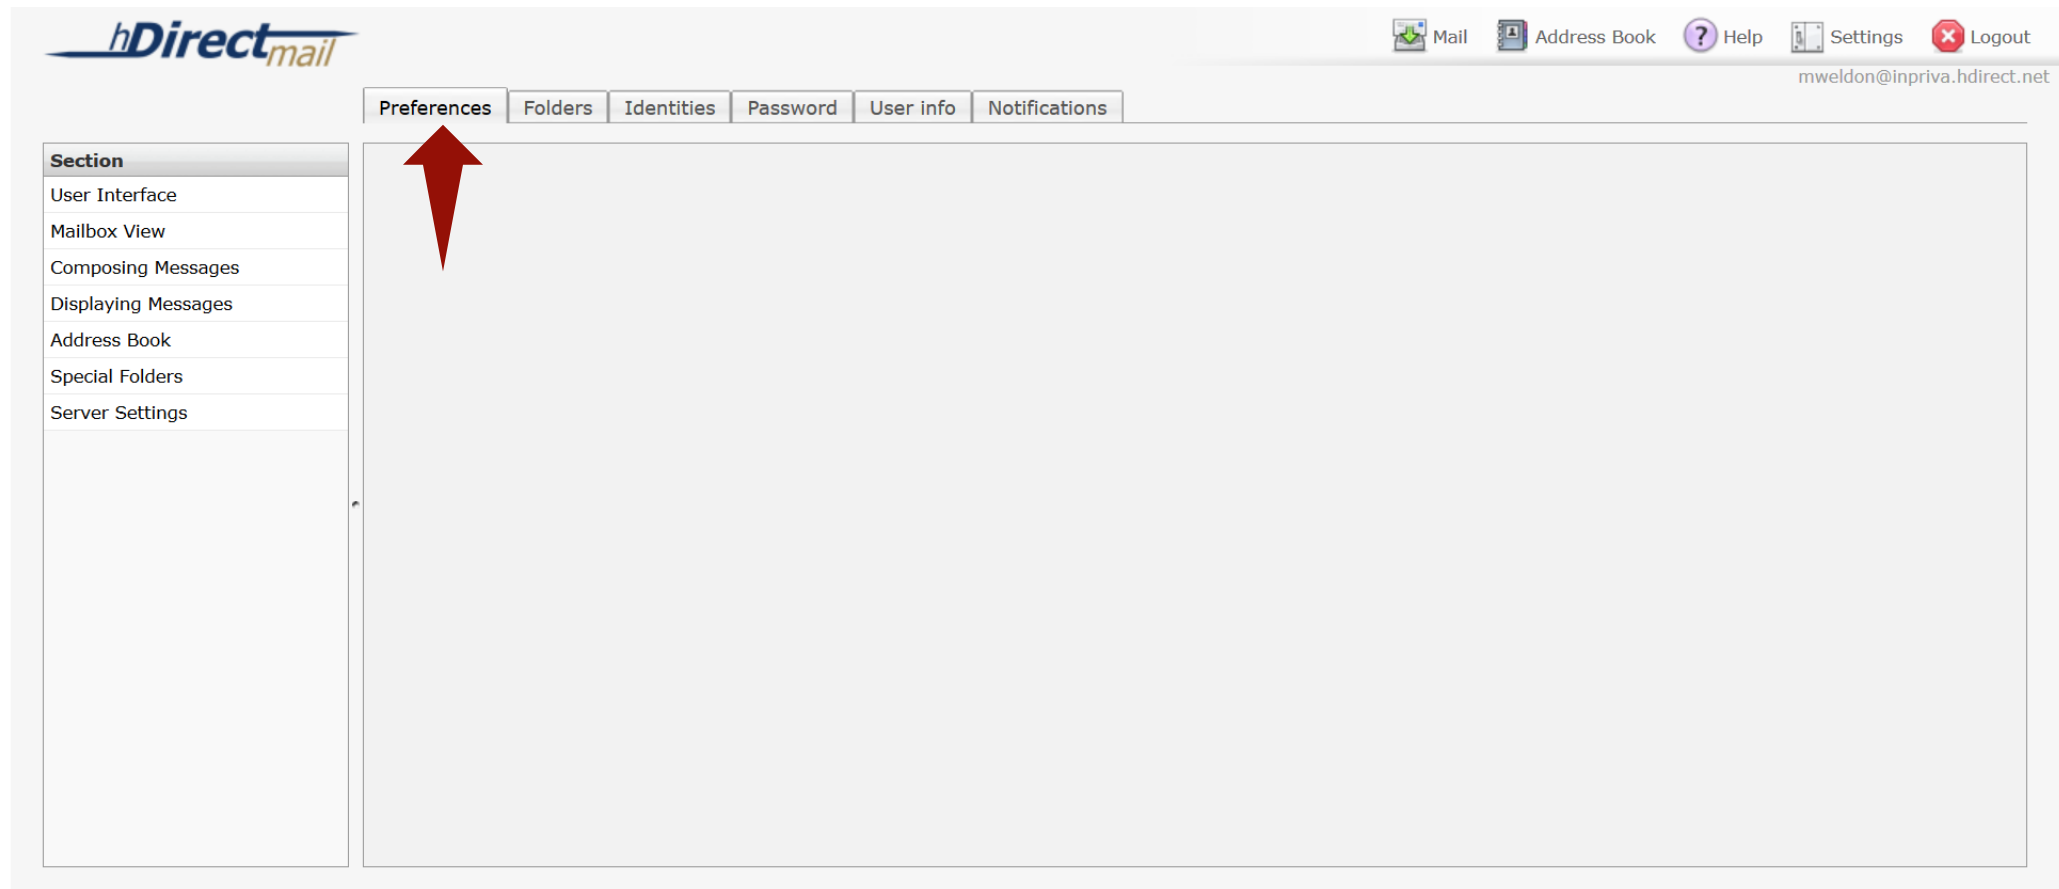 hDirectmail
Mail Address Book Help Settings Logout
mweldon@inpriva.hdirect.net
Preferences Folders Identities Password User info Notifications
Section
User Interface
Mailbox View
Composing Messages
Displaying Messages
Address Book
Special Folders
Server Settings